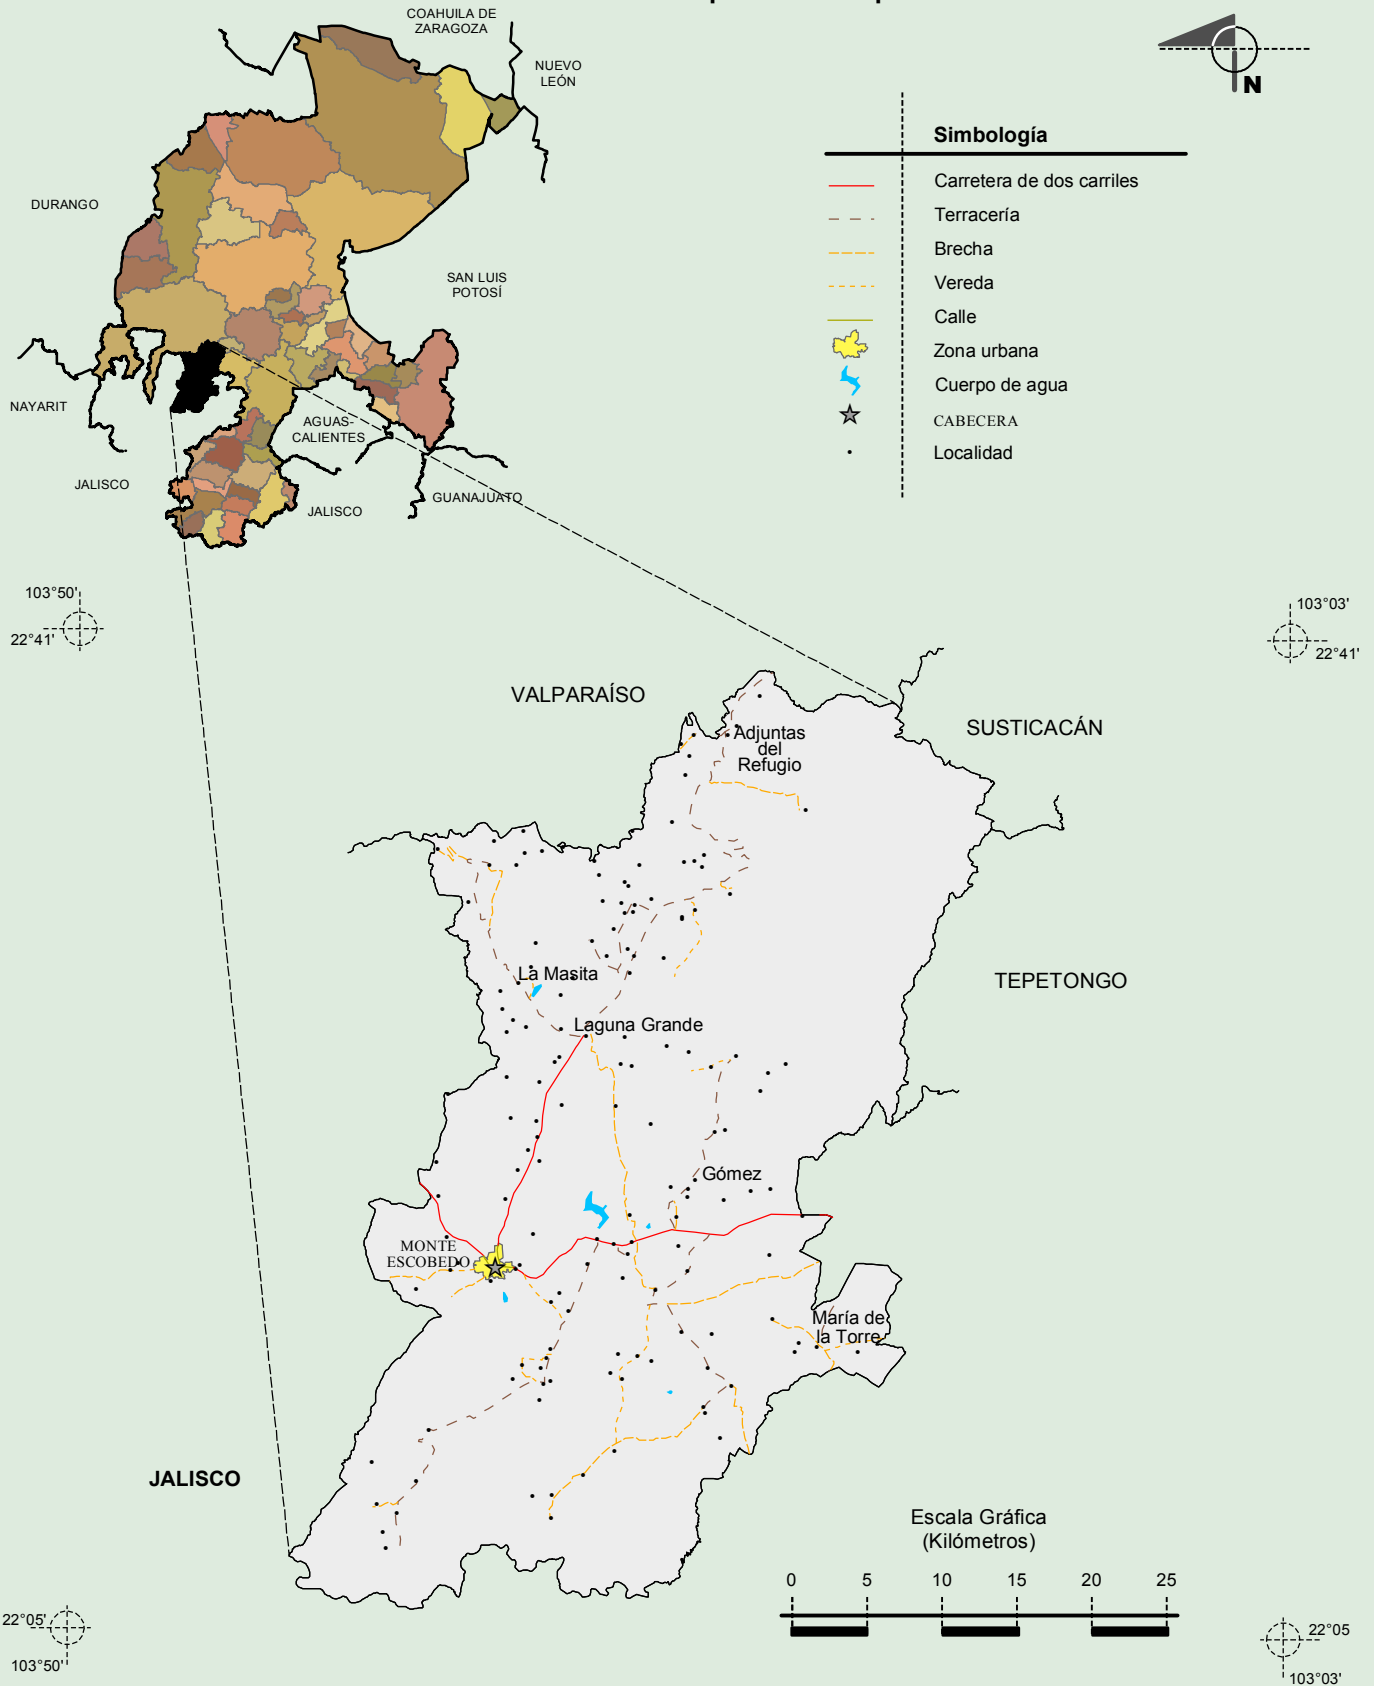 COAHUILA DE
ZARAGOZA
NUEVO
LEÓN
N
DURANGO
SAN LUIS
POTOSÍ
NAYARIT
AGUAS-
CALIENTES
JALISCO
JALISCO
GUANAJUATO
Simbología
Carretera de dos carriles
Terracería
Brecha
Vereda
Calle
Zona urbana
Cuerpo de agua
CABECERA
Localidad
103°50'
22°41'
103°03'
22°41'
VALPARAÍSO
SUSTICACÁN
Adjuntas
del
Refugio
La Masita
TEPETONGO
Laguna Grande
Gómez
MONTE
ESCOBEDO
María de
la Torre
JALISCO
Escala Gráfica
(Kilómetros)
0 5 10 15 20 25
22°05'
103°50'
22°05
103°03'